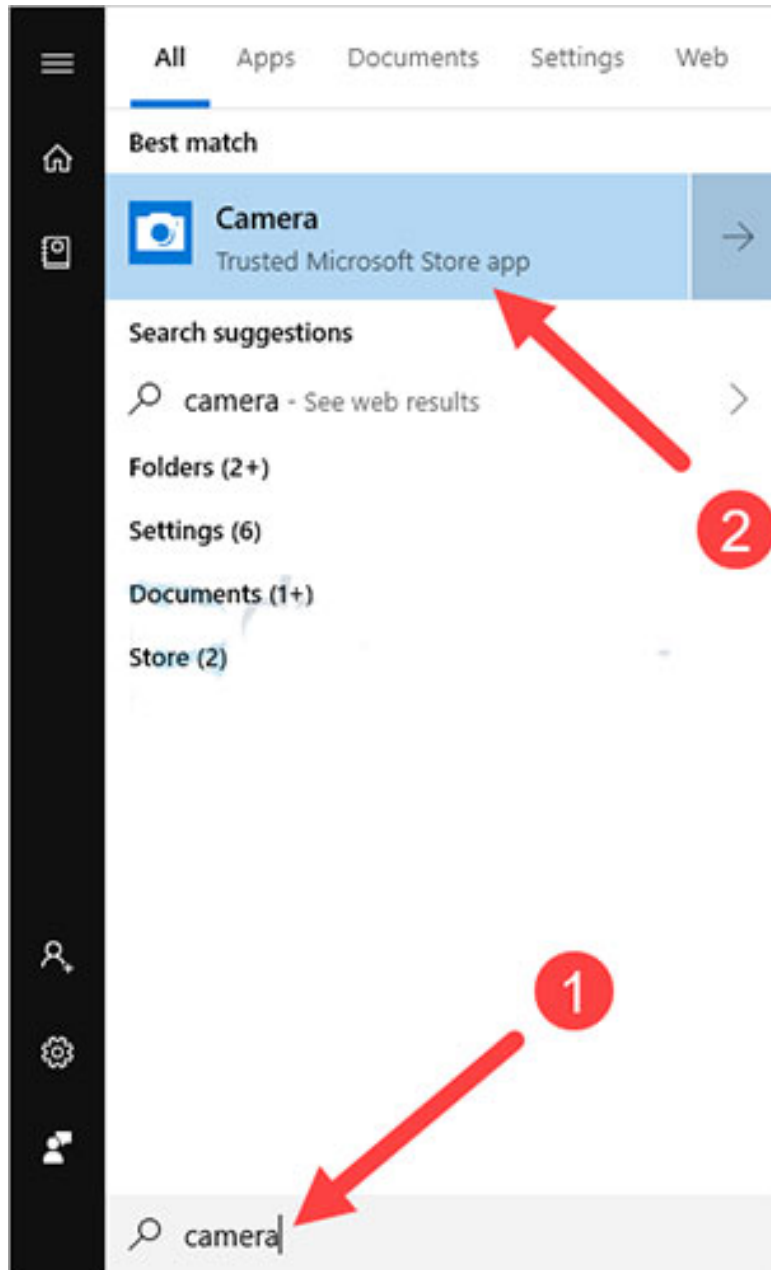 All Apps Documents Settings Web
Best match
Camera
Trusted Microsoft Store app
Search suggestions
camera - See web results
2
Folders (2+)
Settings (6)
Documents (1+)
Store (2)
1
camera